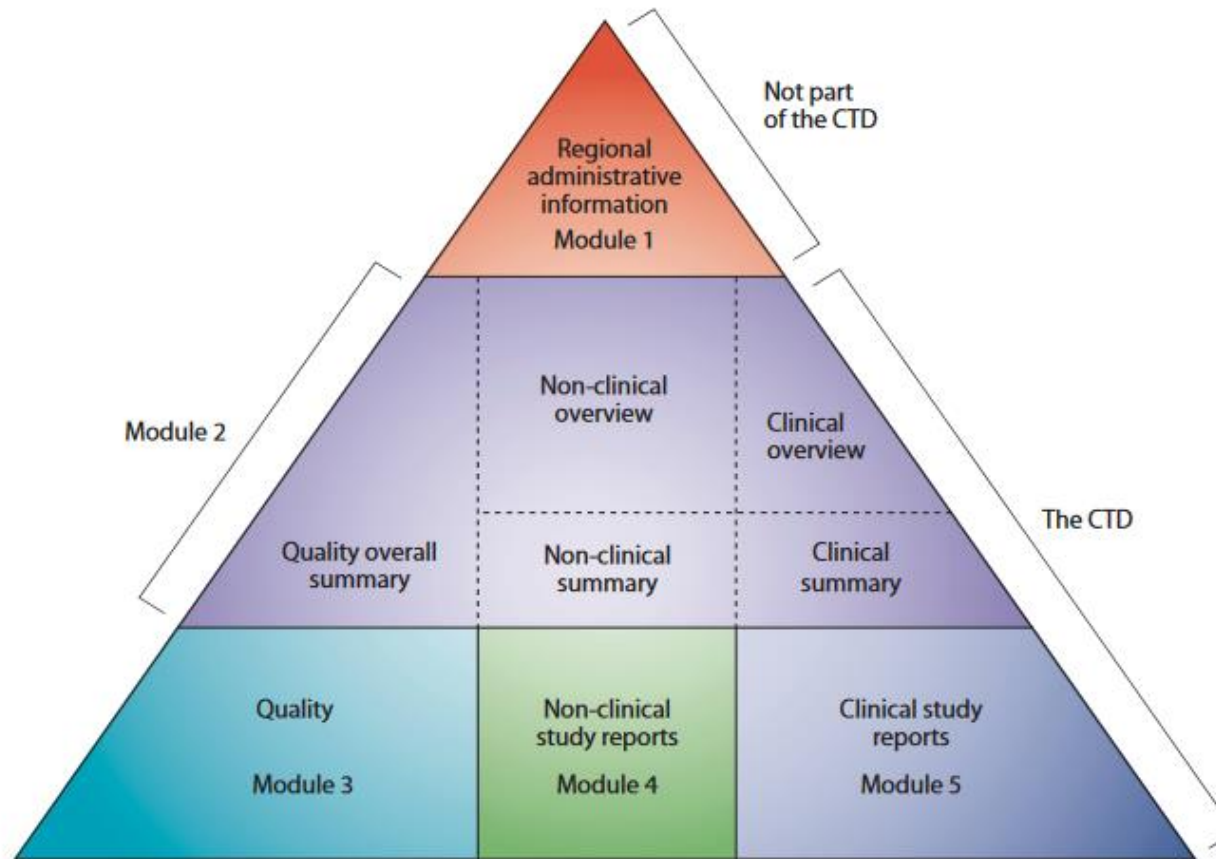 Not part
of the CTD
Regional
administrative
information
Module 1
Module 2
Non-clinical
overview
Clinical
overview
The CTD
Quality overall
summary
Non-clinical
summary
Clinical
summary
Quality
Module 3
Non-clinical
study reports
Module 4
Clinical study
reports
Module 5